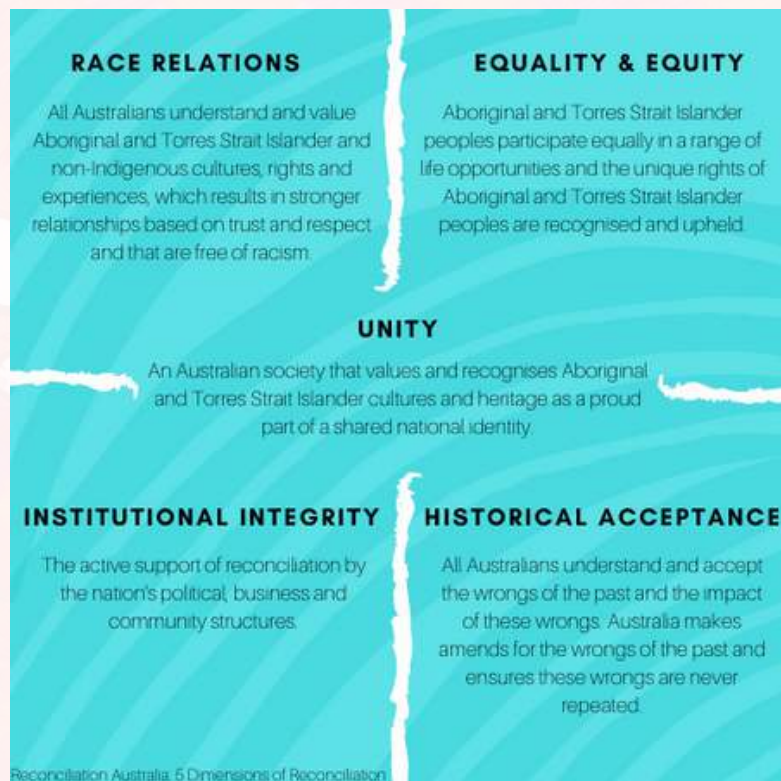 RACE RELATIONS
All Australians understand and value
Aboriginal and Torres Strait Islander and
non-Indigenous cultures, rights and
experiences, which results in stronger
relationships based on trust and respect
and that are free of racism.
EQUALITY & EQUITY
Aboriginal and Torres Strait Islander
peoples participate equally in a range of
life opportunities and the unique rights of
Aboriginal and Torres Strait Islander
peoples are recognised and upheld.
UNITY
An Australian society that values and recognises Aboriginal
and Torres Strait Islander cultures and heritage as a proud
part of a shared national identity.
INSTITUTIONAL INTEGRITY
The active support of reconciliation by
the nation's political, business and
community structures.
HISTORICAL ACCEPTANCE
All Australians understand and accept
the wrongs of the past and the impact
of these wrongs. Australia makes
amends for the wrongs of the past and
ensures these wrongs are never
repeated.
Reconciliation Australia: 5 Dimensions of Reconciliation